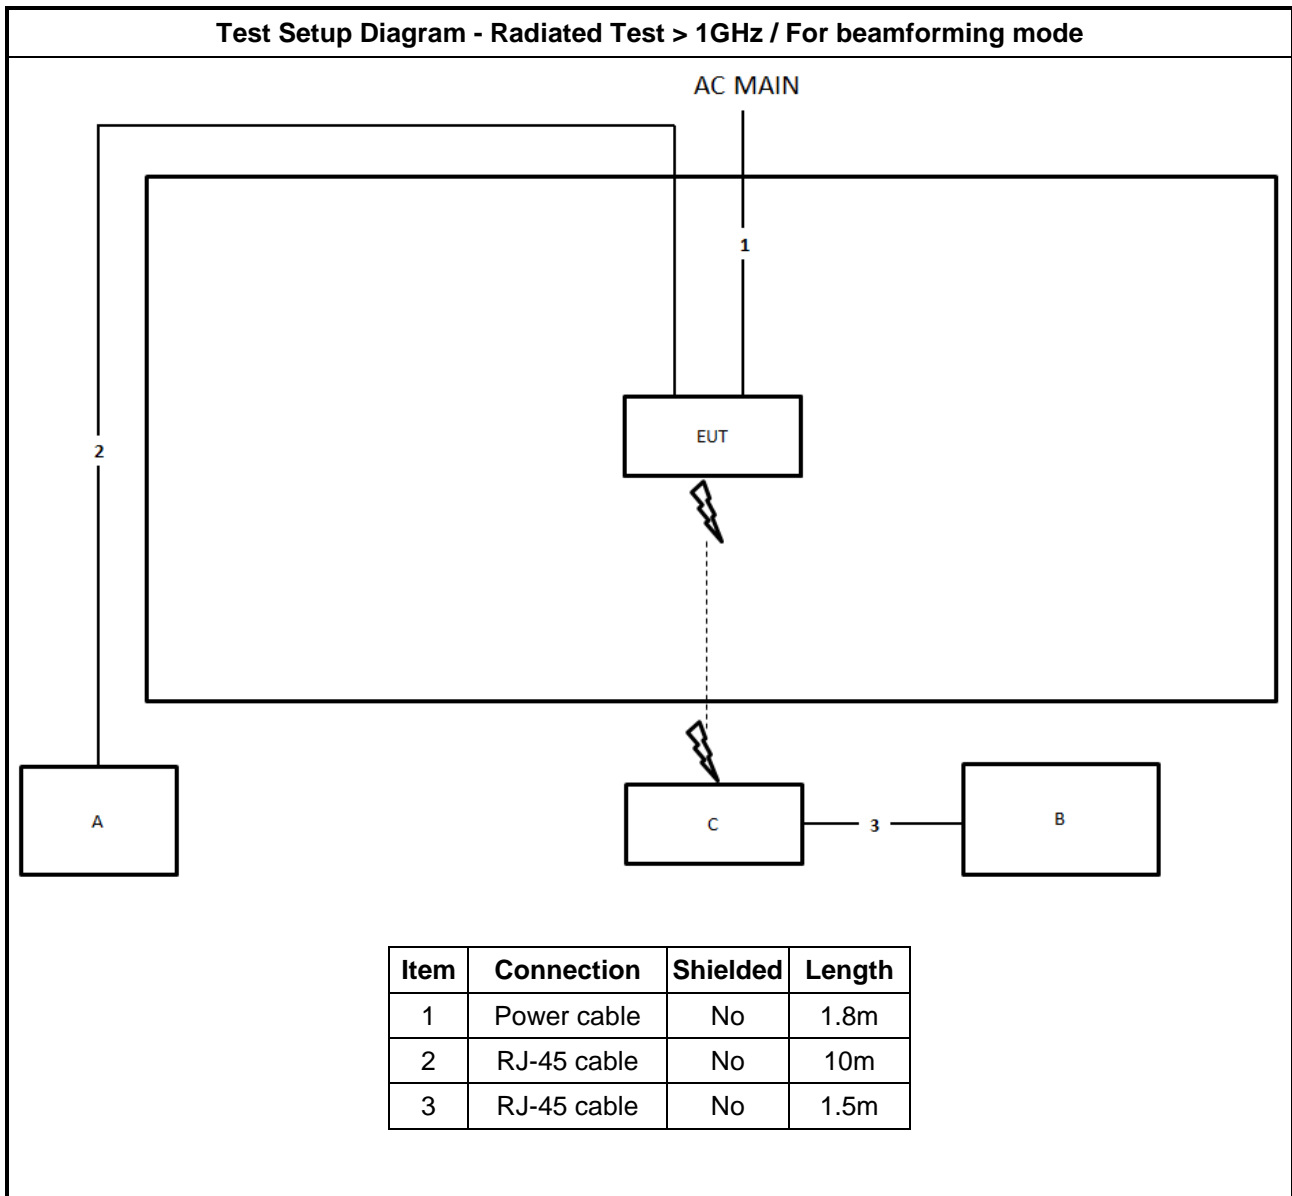 Test Setup Diagram - Radiated Test > 1GHz / For beamforming mode
AC MAIN
1
EUT
2
A
C
3
B
Item Connection Shielded Length
1 Power cable No 1.8m
2 RJ-45 cable No 10m
3 RJ-45 cable No 1.5m